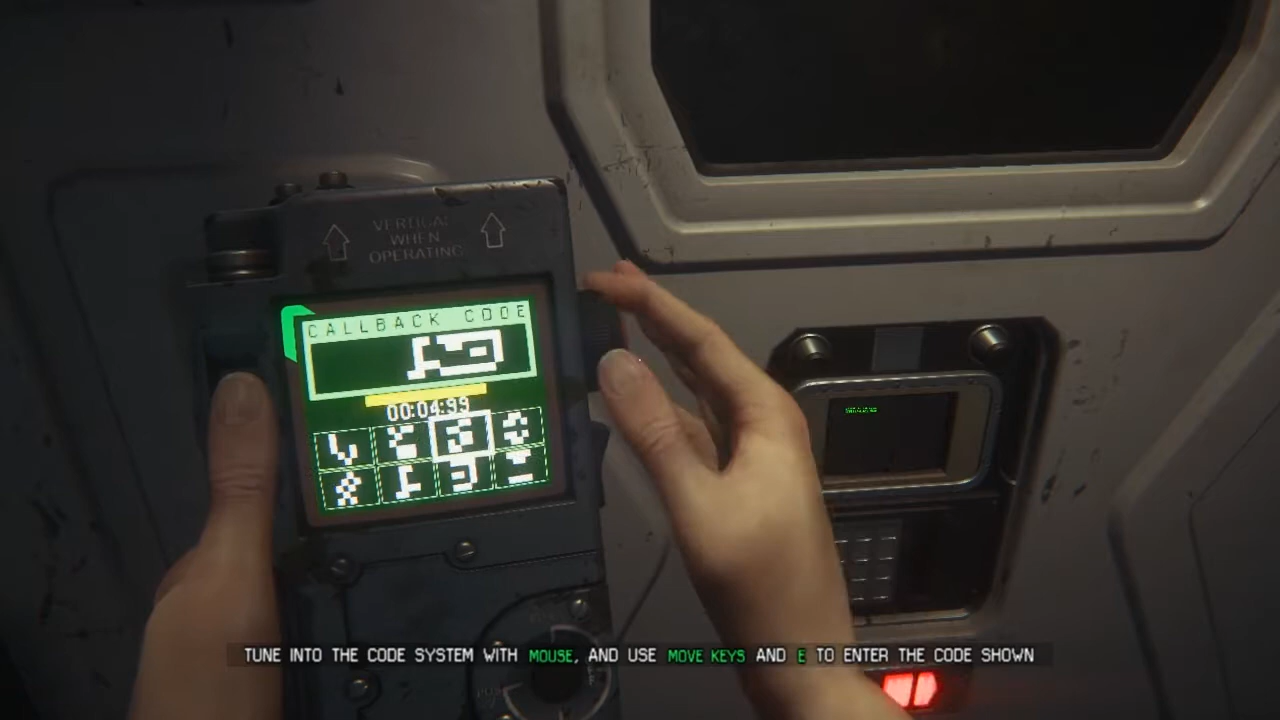 VERTICAL
WHEN
OPERATING
CALLBACK CODE
00:04:99
TUNE INTO THE CODE SYSTEM WITH MOUSE, AND USE MOVE KEYS AND E TO ENTER THE CODE SHOWN